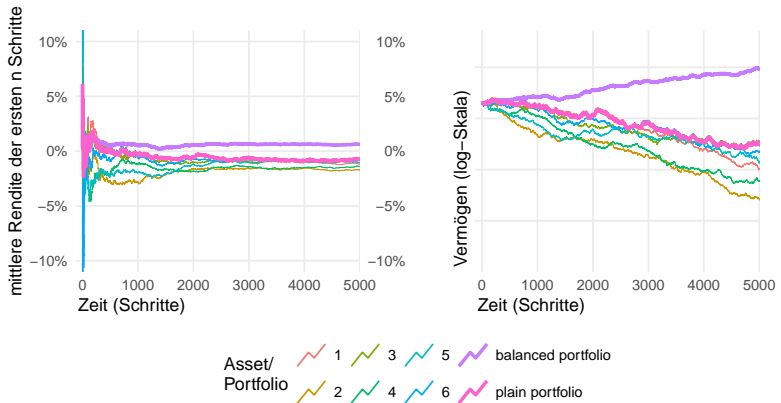 mittlere Rendite der ersten n Schritte
10%
5%
0%
−5%
−10%
10%
5%
0%
−5%
−10%
0 1000 2000 3000 4000 5000
Zeit (Schritte)
Vermögen (log−Skala)
0 1000 2000 3000 4000 5000
Zeit (Schritte)
Asset/
Portfolio
1 3 5 balanced portfolio
2 4 6 plain portfolio